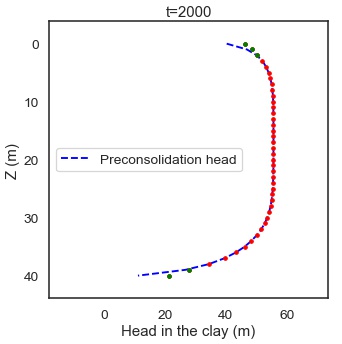 t=2000
0
10
20
30
40
Z (m)
Preconsolidation head
0 20 40 60
Head in the clay (m)